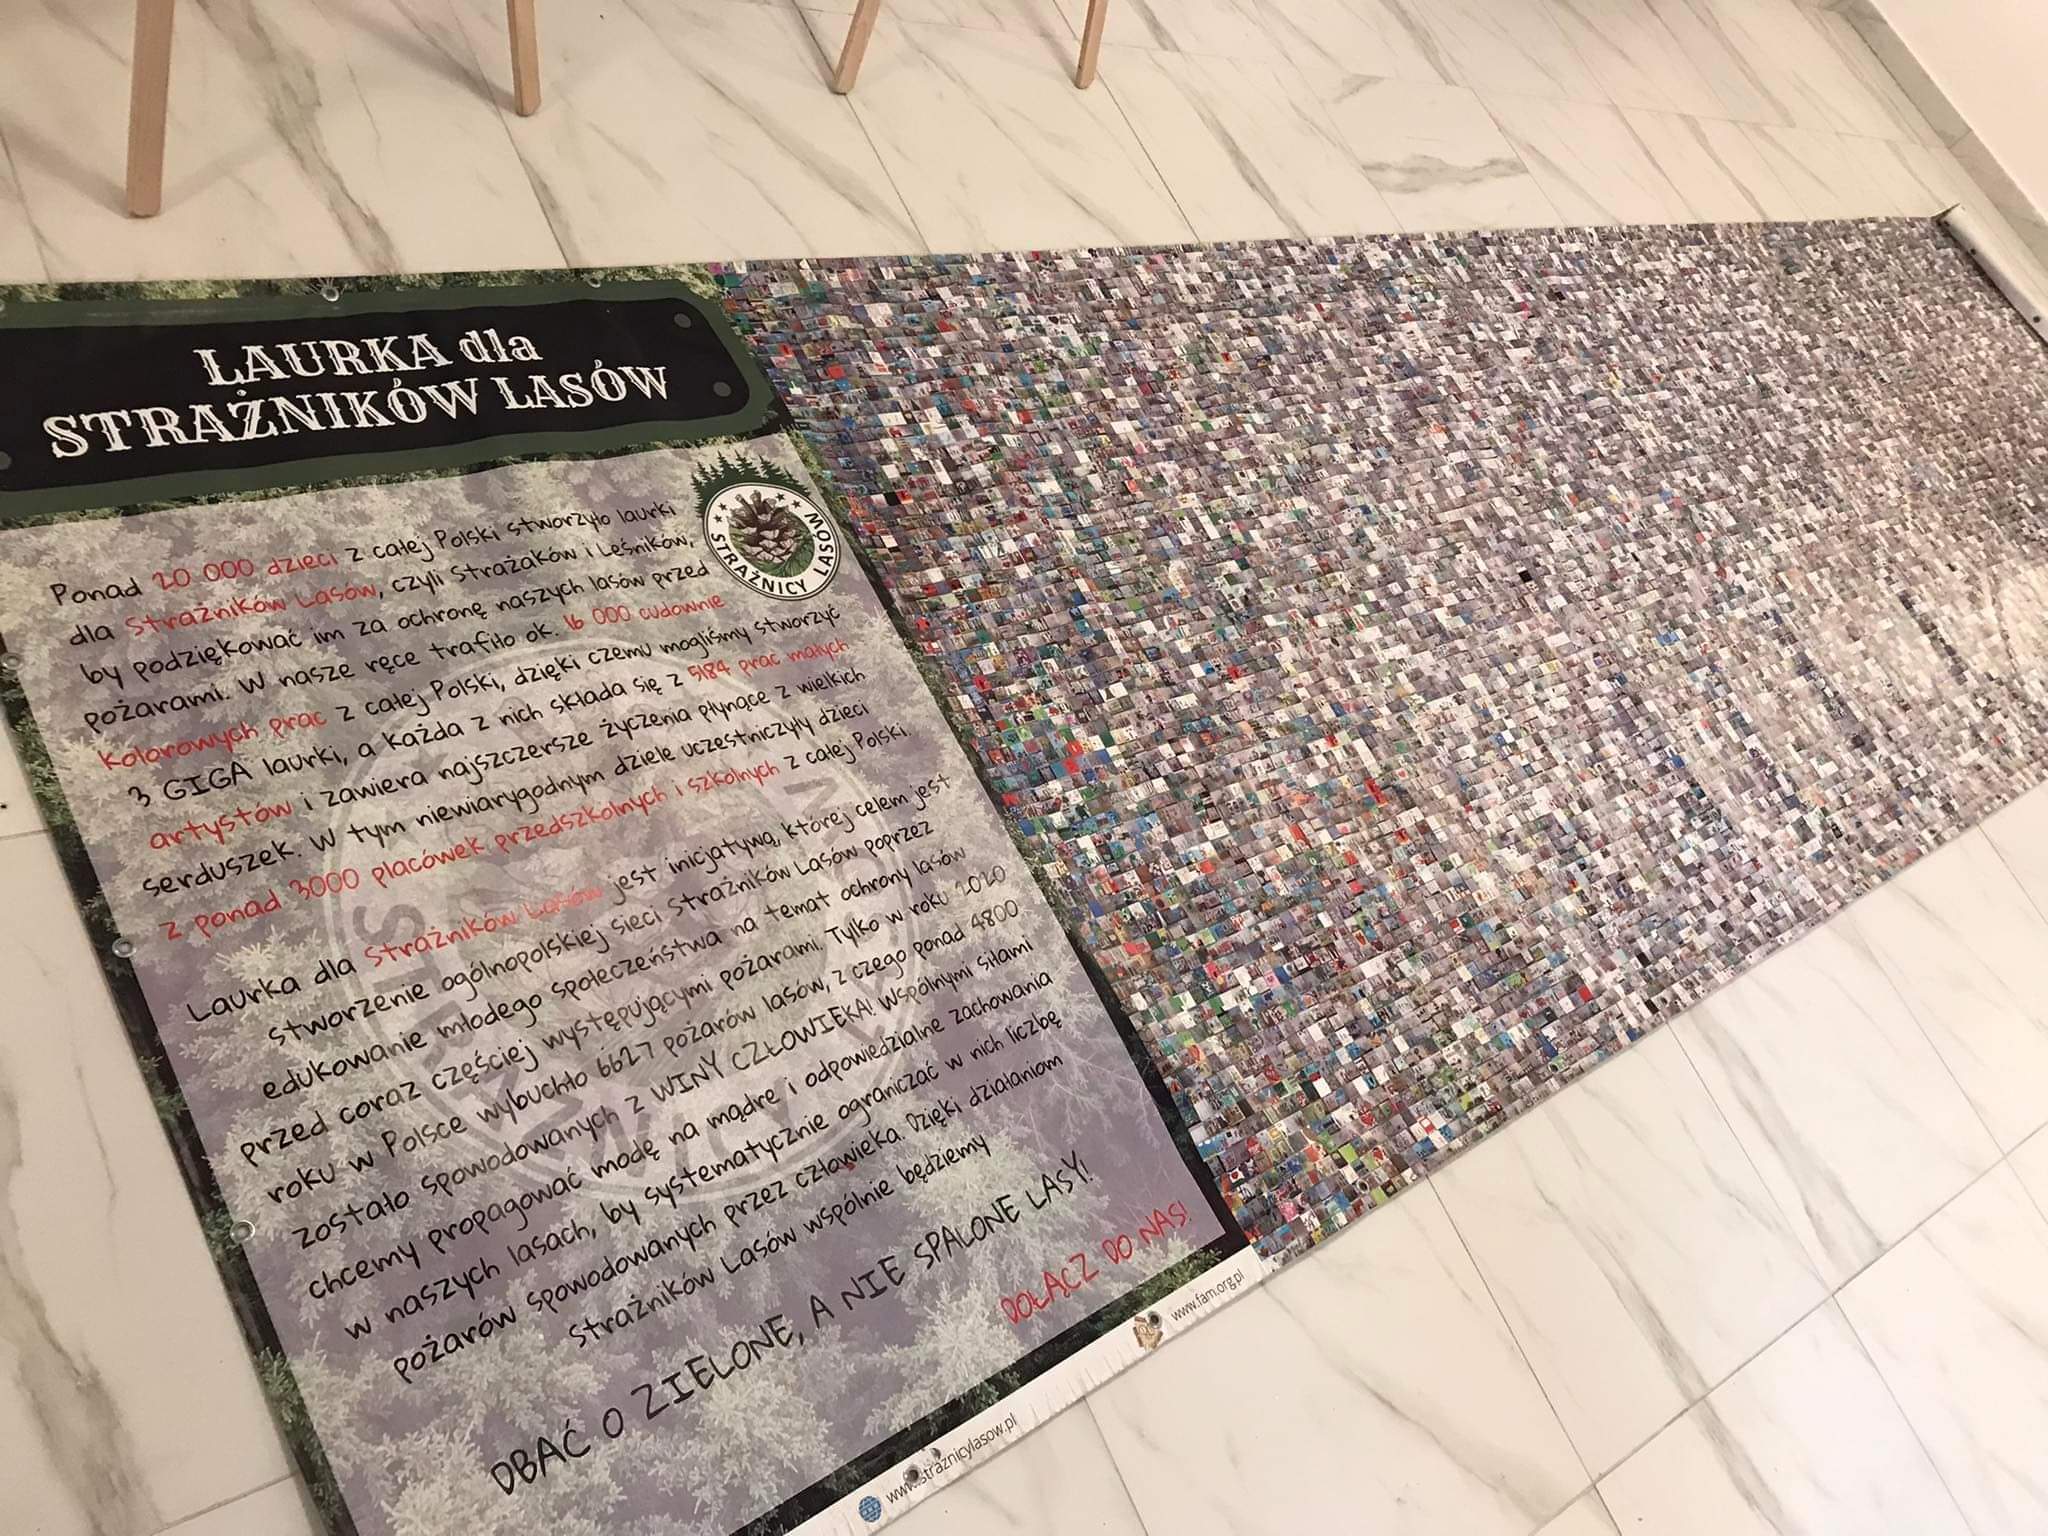 LAURKA dla
STRAŻNIKÓW LASÓW
STRAŻNICY LASÓW
Ponad 20 000 dzieci z całej Polski stworzyło laurki
dla Strażników Lasów, czyli Strażaków i Leśników,
by podziękować im za ochronę naszych lasów przed
pożarami. W nasze ręce trafiło ok. 16 000 cudownie
kolorowych prac z całej Polski, dzięki czemu mogliśmy stworzyć
3 GIGA laurki, a każda z nich składa się z 5184 prac małych
artystów i zawiera najszczersze życzenia płynące z wielkich
serduszek. W tym niewiarygodnym dziele uczestniczyły dzieci
z ponad 3000 placówek przedszkolnych i szkolnych z całej Polski.
Laurka dla Strażników Lasów jest inicjatywą, której celem jest
stworzenie ogólnopolskiej sieci Strażników Lasów poprzez
edukowanie młodego społeczeństwa na temat ochrony lasów
przed coraz częściej występującymi pożarami. Tylko w roku 2020
roku w Polsce wybuchło 6627 pożarów lasów, z czego ponad 4800
zostało spowodowanych z WINY CZŁOWIEKA! Wspólnymi siłami
chcemy propagować modę na mądre i odpowiedzialne zachowania
w naszych lasach, by systematycznie ograniczać w nich liczbę
pożarów spowodowanych przez człowieka. Dzięki działaniom
Strażników Lasów wspólnie będziemy
DBAĆ O ZIELONE, A NIE SPALONE LASY!
DOŁĄCZ DO NAS!
www.straznicylasow.pl
www.fam.org.pl